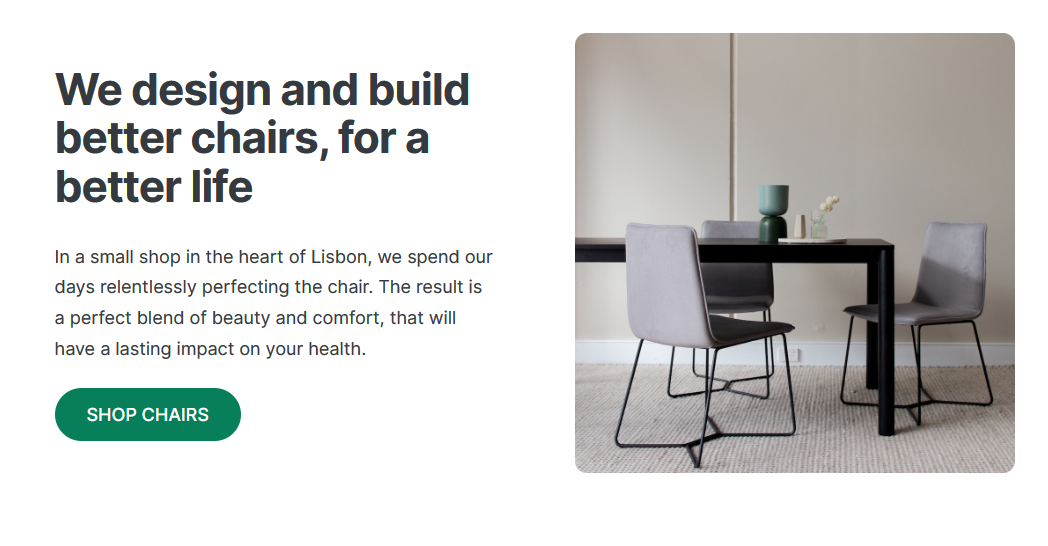 We design and build
better chairs, for a
better life
In a small shop in the heart of Lisbon, we spend our
days relentlessly perfecting the chair. The result is
a perfect blend of beauty and comfort, that will
have a lasting impact on your health.
SHOP CHAIRS